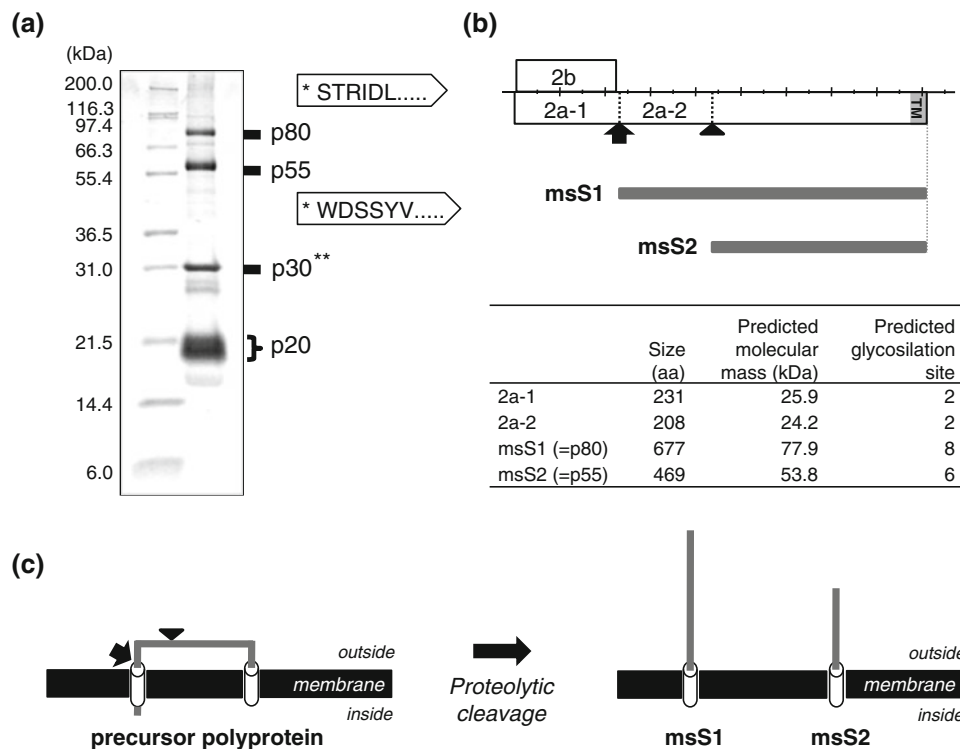 (a)
(kDa)
200.0
116.3
97.4
66.3
55.4
36.5
31.0
21.5
14.4
6.0
* STRIDL.....
p80
p55
* WDSSYV.....
p30**
p20
(b)
2b
2a-1 2a-2 TM
msS1
msS2
Size (aa) Predicted molecular mass (kDa) Predicted glycosilation site
2a-1 231 25.9 2
2a-2 208 24.2 2
msS1 (=p80) 677 77.9 8
msS2 (=p55) 469 53.8 6
(c)
outside
membrane
inside
precursor polyprotein
Proteolytic
cleavage
outside
membrane
inside
msS1 msS2